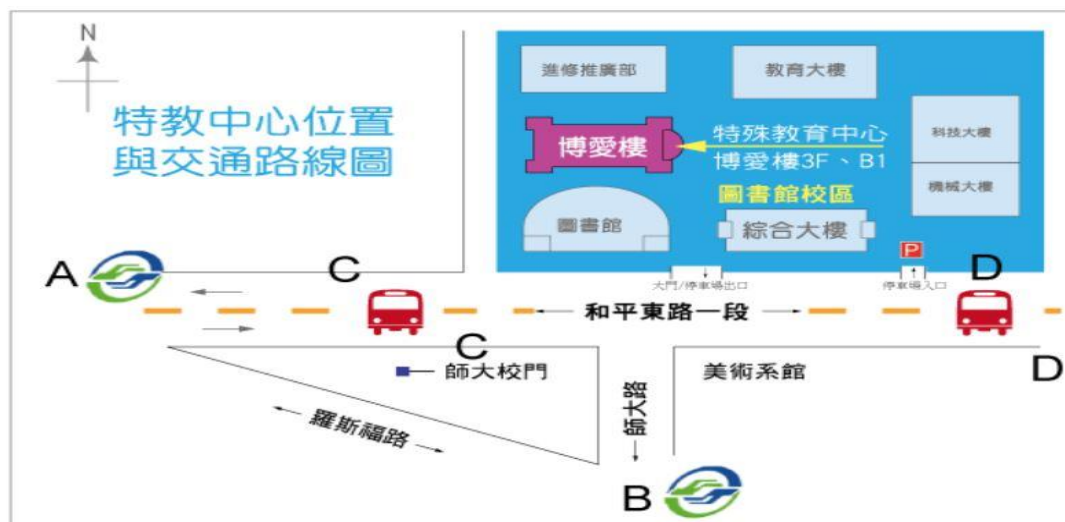 N
特教中心位置
與交通路線圖
進修推廣部
教育大樓
博愛樓
特殊教育中心
博愛樓3F、B1
科技大樓
機械大樓
圖書館校區
圖書館
綜合大樓
P
A
C
D
大門/停車場出口
停車場入口
和平東路一段
C
師大校門
美術系館
D
羅斯福路
師大路
B